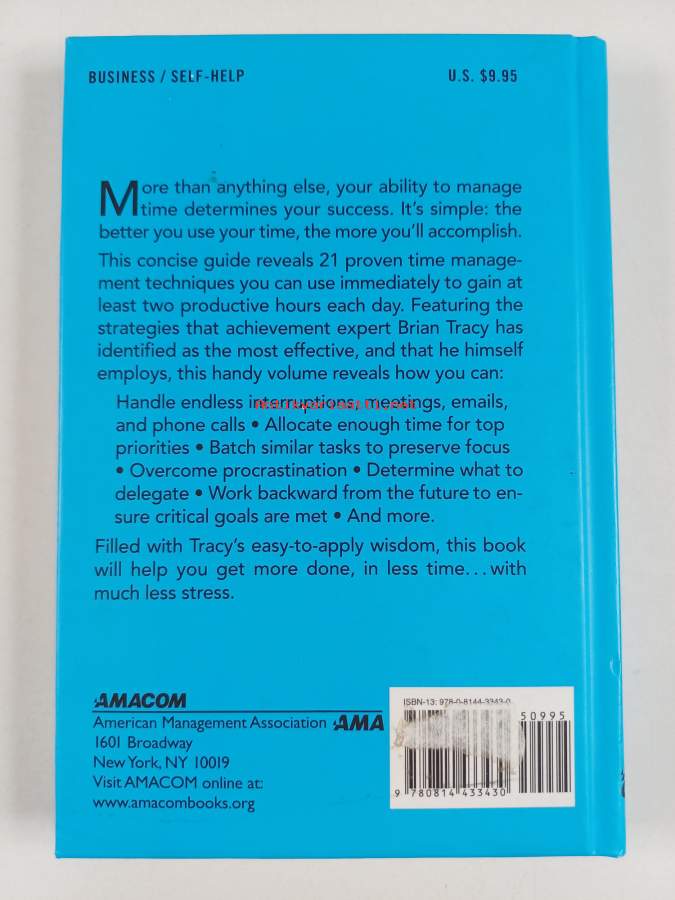 BUSINESS / SELF-HELP
U.S. $9.95
More than anything else, your ability to manage
time determines your success. It's simple: the
better you use your time, the more you'll accomplish.
This concise guide reveals 21 proven time manage-
ment techniques you can use immediately to gain at
least two productive hours each day. Featuring the
strategies that achievement expert Brian Tracy has
identified as the most effective, and that he himself
employs, this handy volume reveals how you can:
Handle endless interruptions, meetings, emails,
and phone calls • Allocate enough time for top
priorities • Batch similar tasks to preserve focus
• Overcome procrastination • Determine what to
delegate • Work backward from the future to en-
sure critical goals are met • And more.
Filled with Tracy's easy-to-apply wisdom, this book
will help you get more done, in less time...with
much less stress.
AMACOM
American Management Association AMA
1601 Broadway
New York, NY 10019
Visit AMACOM online at:
www.amacombooks.org
ISBN-13: 978-0-8144-3343-0
50995
9 780814 433430